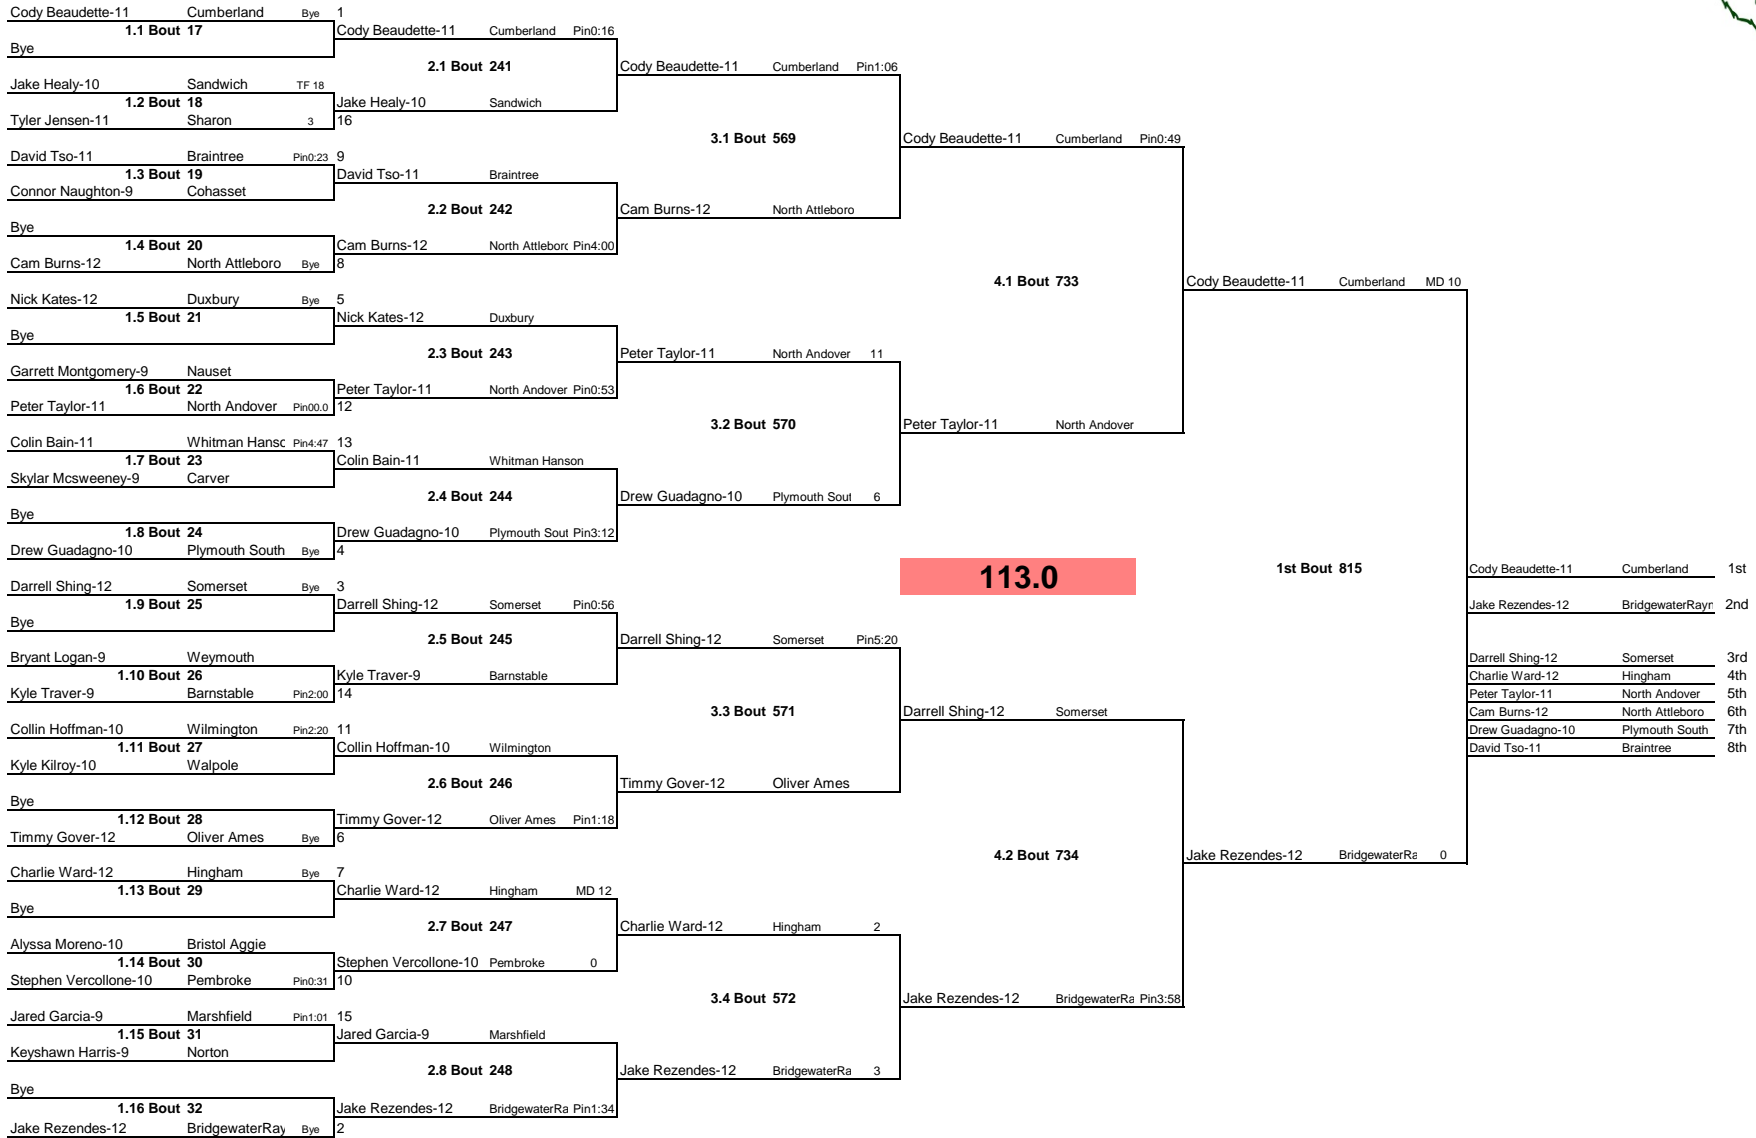 Cody Beaudette-11 Cumberland Bye 1
1.1 Bout 17 Cody Beaudette-11 Cumberland Pin0:16
Bye
2.1 Bout 241 Cody Beaudette-11 Cumberland Pin1:06
Jake Healy-10 Sandwich TF 18
1.2 Bout 18 Jake Healy-10 Sandwich
Tyler Jensen-11 Sharon 3 16
3.1 Bout 569 Cody Beaudette-11 Cumberland Pin0:49
David Tso-11 Braintree Pin0:23 9
1.3 Bout 19 David Tso-11 Braintree
Connor Naughton-9 Cohasset
2.2 Bout 242 Cam Burns-12 North Attleboro
Bye
1.4 Bout 20 Cam Burns-12 North Attleborc Pin4:00
Cam Burns-12 North Attleboro Bye 8
4.1 Bout 733 Cody Beaudette-11 Cumberland MD 10
Nick Kates-12 Duxbury Bye 5
1.5 Bout 21 Nick Kates-12 Duxbury
Bye
2.3 Bout 243 Peter Taylor-11 North Andover 11
Garrett Montgomery-9 Nauset
1.6 Bout 22 Peter Taylor-11 North Andover Pin0:53
Peter Taylor-11 North Andover Pin00.0 12
3.2 Bout 570 Peter Taylor-11 North Andover
Colin Bain-11 Whitman Hansc Pin4:47 13
1.7 Bout 23 Colin Bain-11 Whitman Hanson
Skylar Mcsweeney-9 Carver
2.4 Bout 244 Drew Guadagno-10 Plymouth Sout 6
Bye
1.8 Bout 24 Drew Guadagno-10 Plymouth Sout Pin3:12
Drew Guadagno-10 Plymouth South Bye 4
113.0 1st Bout 815 Cody Beaudette-11 Cumberland 1st
Darrell Shing-12 Somerset Bye 3
1.9 Bout 25 Darrell Shing-12 Somerset Pin0:56
Jake Rezendes-12 BridgewaterRayn 2nd
Bye
2.5 Bout 245 Darrell Shing-12 Somerset Pin5:20
Bryant Logan-9 Weymouth
Darrell Shing-12 Somerset 3rd
1.10 Bout 26 Kyle Traver-9 Barnstable
Charlie Ward-12 Hingham 4th
Kyle Traver-9 Barnstable Pin2:00 14
Peter Taylor-11 North Andover 5th
3.3 Bout 571 Darrell Shing-12 Somerset
Cam Burns-12 North Attleboro 6th
Collin Hoffman-10 Wilmington Pin2:20 11
Drew Guadagno-10 Plymouth South 7th
1.11 Bout 27 Collin Hoffman-10 Wilmington
David Tso-11 Braintree 8th
Kyle Kilroy-10 Walpole
2.6 Bout 246 Timmy Gover-12 Oliver Ames
Bye
1.12 Bout 28 Timmy Gover-12 Oliver Ames Pin1:18
Timmy Gover-12 Oliver Ames Bye 6
4.2 Bout 734 Jake Rezendes-12 BridgewaterRa 0
Charlie Ward-12 Hingham Bye 7
1.13 Bout 29 Charlie Ward-12 Hingham MD 12
Bye
2.7 Bout 247 Charlie Ward-12 Hingham 2
Alyssa Moreno-10 Bristol Aggie
1.14 Bout 30 Stephen Vercollone-10 Pembroke 0
Stephen Vercollone-10 Pembroke Pin0:31 10
3.4 Bout 572 Jake Rezendes-12 BridgewaterRa Pin3:58
Jared Garcia-9 Marshfield Pin1:01 15
1.15 Bout 31 Jared Garcia-9 Marshfield
Keyshawn Harris-9 Norton
2.8 Bout 248 Jake Rezendes-12 BridgewaterRa 3
Bye
1.16 Bout 32 Jake Rezendes-12 BridgewaterRa Pin1:34
Jake Rezendes-12 BridgewaterRay Bye 2